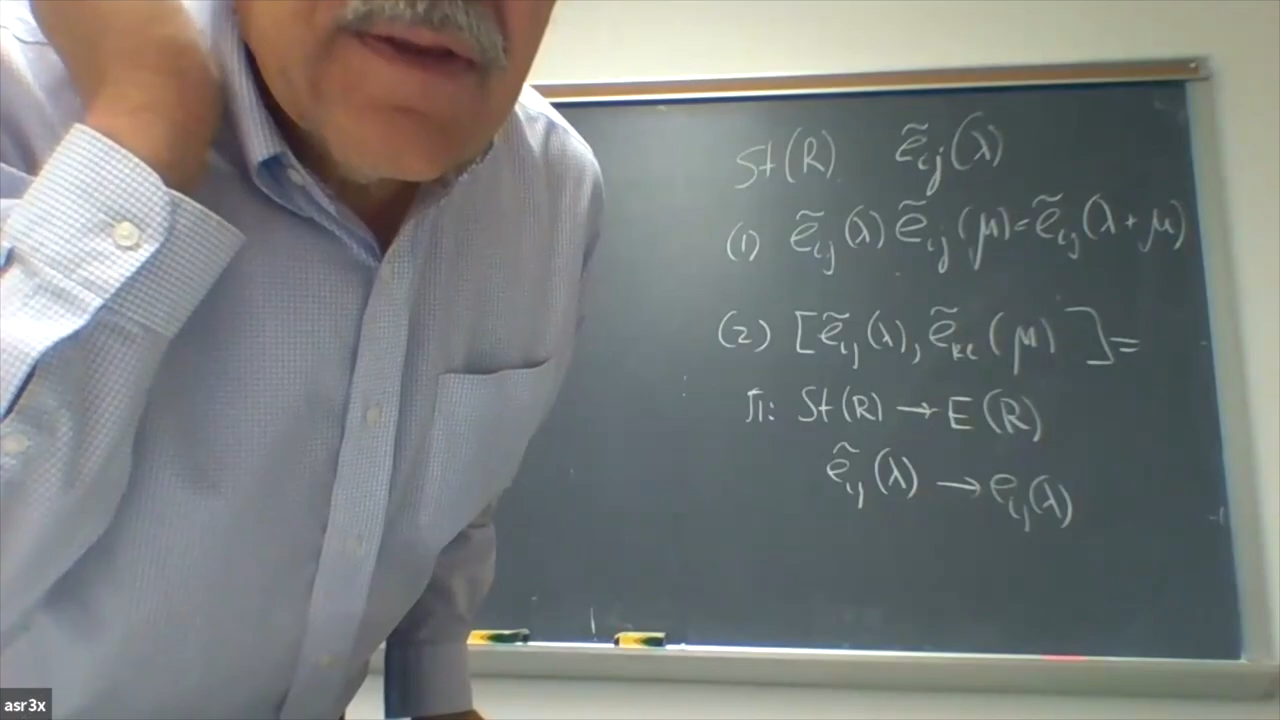 St(R) ẽij(λ)
(1) ẽij(λ) ẽij(μ) = ẽij(λ + μ)
(2) [ẽij(λ), ẽkl(μ)] =
π: St(R) → E(R)
ẽij(λ) → eij(λ)
asr3x